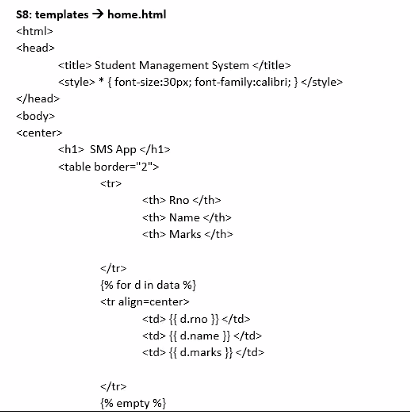 S8: templates → home.html
<html>
<head>
<title> Student Management System </title>
<style> * { font-size:30px; font-family:calibri; } </style>
</head>
<body>
<center>
<h1> SMS App </h1>
<table border="2">
<tr>
<th> Rno </th>
<th> Name </th>
<th> Marks </th>
</tr>
{% for d in data %}
<tr align=center>
<td> {{ d.rno }} </td>
<td> {{ d.name }} </td>
<td> {{ d.marks }} </td>
</tr>
{% empty %}